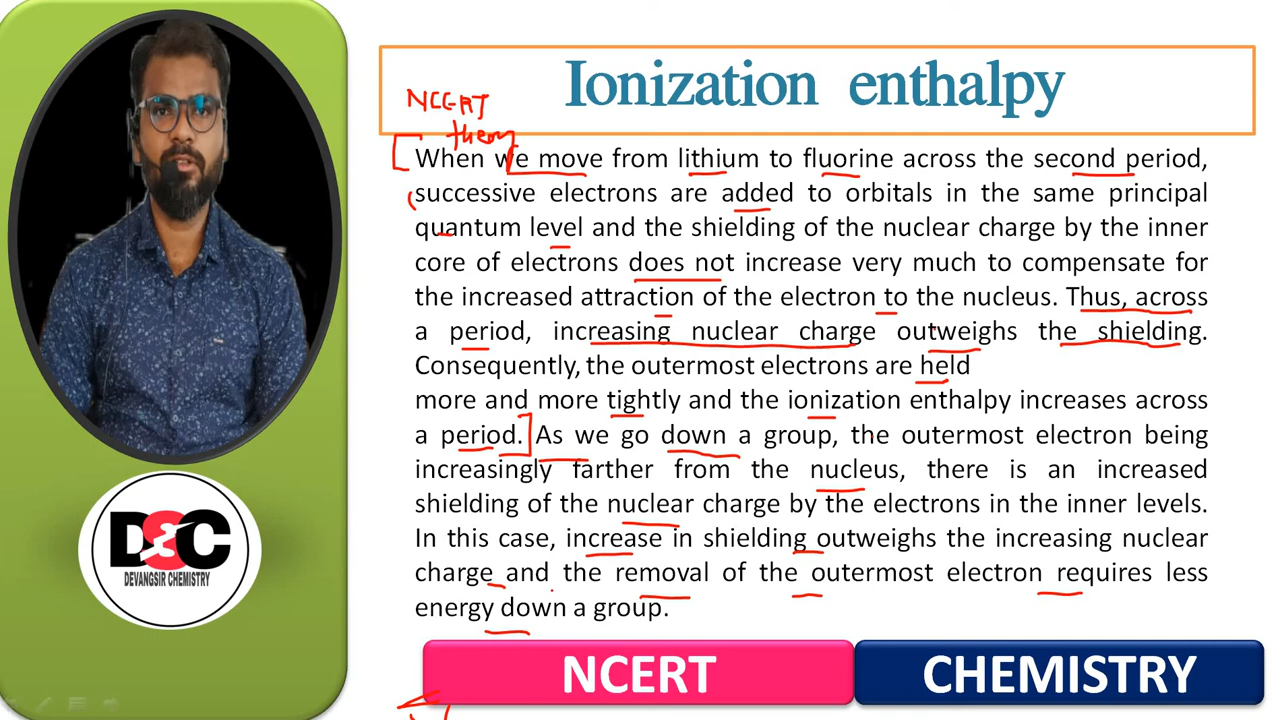 Ionization enthalpy
NCERT
When we move from lithium to fluorine across the second period,
successive electrons are added to orbitals in the same principal
quantum level and the shielding of the nuclear charge by the inner
core of electrons does not increase very much to compensate for
the increased attraction of the electron to the nucleus. Thus, across
a period, increasing nuclear charge outweighs the shielding.
Consequently, the outermost electrons are held
more and more tightly and the ionization enthalpy increases across
a period. As we go down a group, the outermost electron being
increasingly farther from the nucleus, there is an increased
shielding of the nuclear charge by the electrons in the inner levels.
In this case, increase in shielding outweighs the increasing nuclear
charge and the removal of the outermost electron requires less
energy down a group.
DEC
DEVANGSIR CHEMISTRY
NCERT
CHEMISTRY